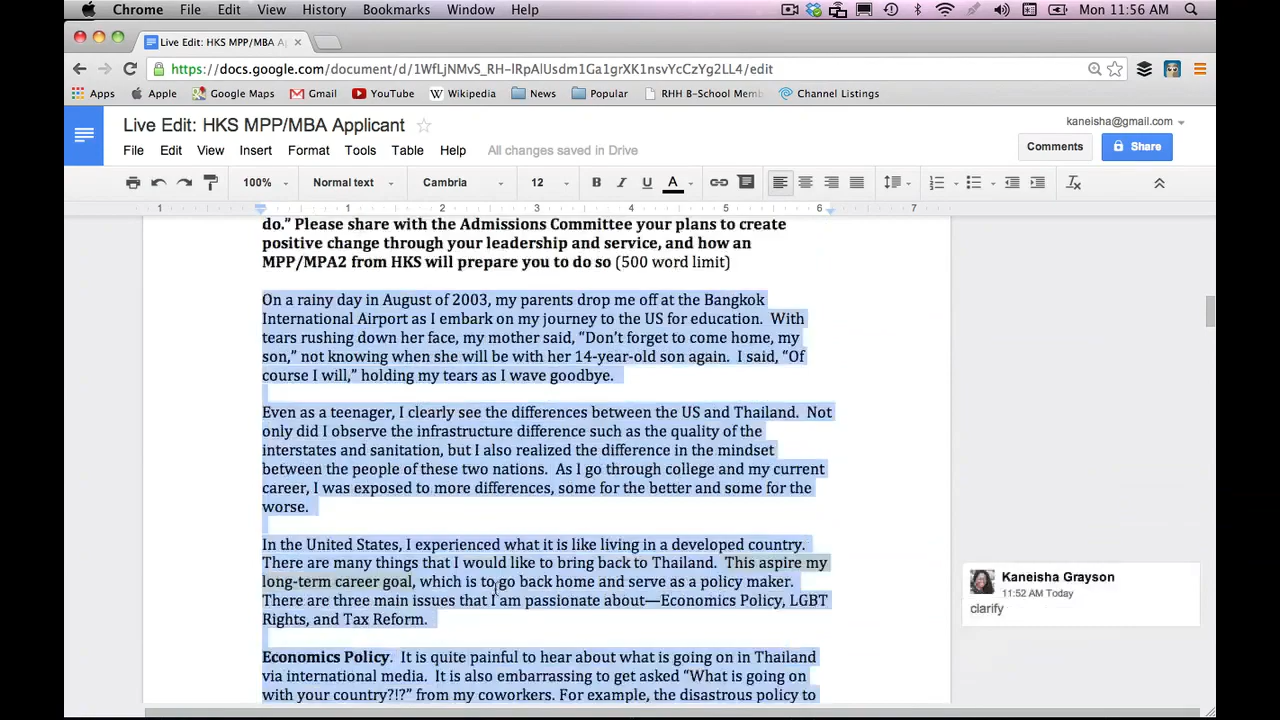 Chrome File Edit View History Bookmarks Window Help Mon 11:56 AM
Live Edit: HKS MPP/MBA Ap
https://docs.google.com/document/d/1WfLjNMvS_RH-lRpAlUsdm1Ga1grXK1nsvYcCzYg2LL4/edit
Apps Apple Google Maps Gmail YouTube Wikipedia News Popular RHH B-School Memb Channel Listings
Live Edit: HKS MPP/MBA Applicant
kaneisha@gmail.com
File Edit View Insert Format Tools Table Help All changes saved in Drive
Comments Share
100% Normal text Cambria 12 B I U A
1 1 2 3 4 5 6 7
do.” Please share with the Admissions Committee your plans to create
positive change through your leadership and service, and how an
MPP/MPA2 from HKS will prepare you to do so (500 word limit)
On a rainy day in August of 2003, my parents drop me off at the Bangkok
International Airport as I embark on my journey to the US for education. With
tears rushing down her face, my mother said, “Don’t forget to come home, my
son,” not knowing when she will be with her 14-year-old son again. I said, “Of
course I will,” holding my tears as I wave goodbye.
Even as a teenager, I clearly see the differences between the US and Thailand. Not
only did I observe the infrastructure difference such as the quality of the
interstates and sanitation, but I also realized the difference in the mindset
between the people of these two nations. As I go through college and my current
career, I was exposed to more differences, some for the better and some for the
worse.
In the United States, I experienced what it is like living in a developed country.
There are many things that I would like to bring back to Thailand. This aspire my
long-term career goal, which is to go back home and serve as a policy maker.
There are three main issues that I am passionate about—Economics Policy, LGBT
Rights, and Tax Reform.
Kaneisha Grayson
11:52 AM Today
clarify
Economics Policy. It is quite painful to hear about what is going on in Thailand
via international media. It is also embarrassing to get asked “What is going on
with your country?!?” from my coworkers. For example, the disastrous policy to